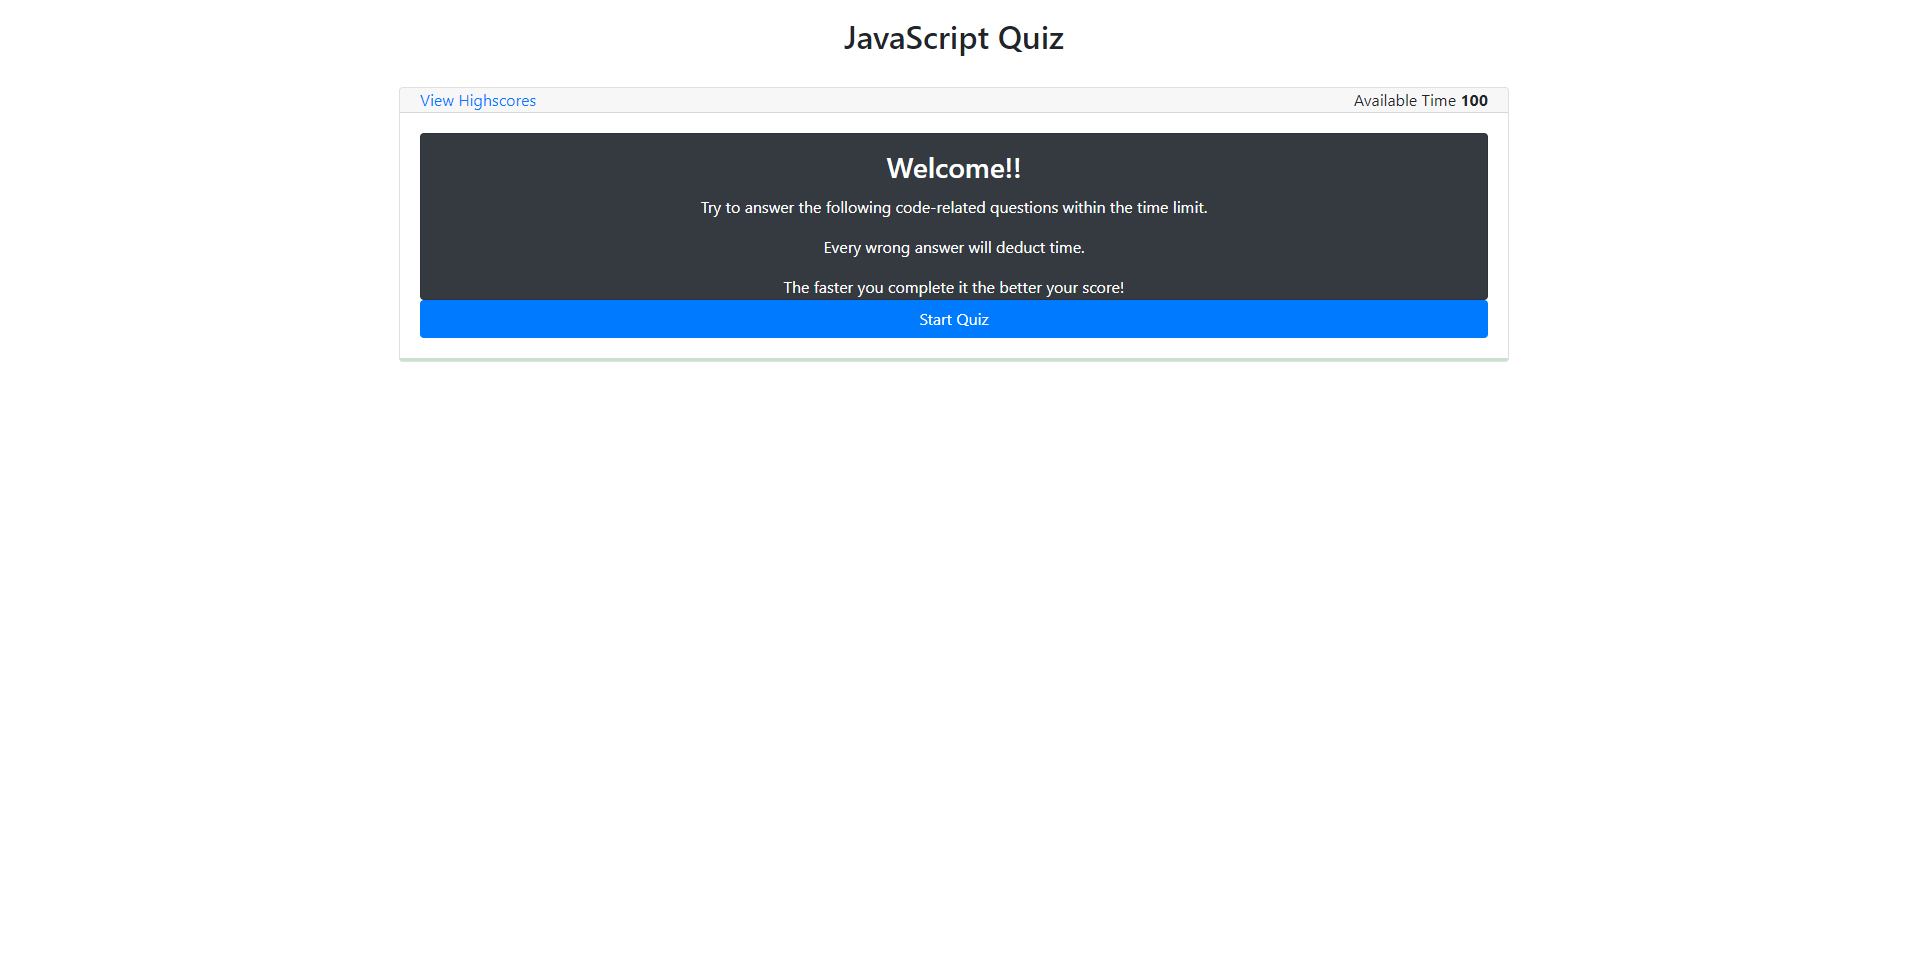 JavaScript Quiz
View Highscores
Available Time 100
Welcome!!
Try to answer the following code-related questions within the time limit.
Every wrong answer will deduct time.
The faster you complete it the better your score!
Start Quiz